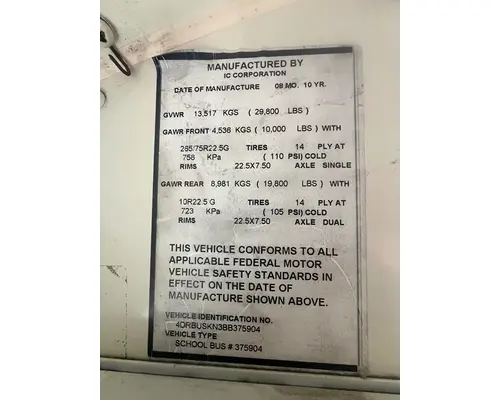 MANUFACTURED BY
IC CORPORATION
DATE OF MANUFACTURE 08 MO. 10 YR.
GVWR 13,517 KGS ( 29,800 LBS)
GAWR FRONT 4,536 KGS ( 10,000 LBS) WITH
265/75R22.5G TIRES 14 PLY AT
758 KPa ( 110 PSI) COLD
RIMS 22.5X7.50 AXLE SINGLE
GAWR REAR 8,981 KGS ( 19,800 LBS) WITH
10R22.5 G TIRES 14 PLY AT
723 KPa ( 105 PSI) COLD
RIMS 22.5X7.50 AXLE DUAL
THIS VEHICLE CONFORMS TO ALL
APPLICABLE FEDERAL MOTOR
VEHICLE SAFETY STANDARDS IN
EFFECT ON THE DATE OF
MANUFACTURE SHOWN ABOVE.
VEHICLE IDENTIFICATION NO.
4DRBUSKN3BB375904
VEHICLE TYPE
SCHOOL BUS # 375904